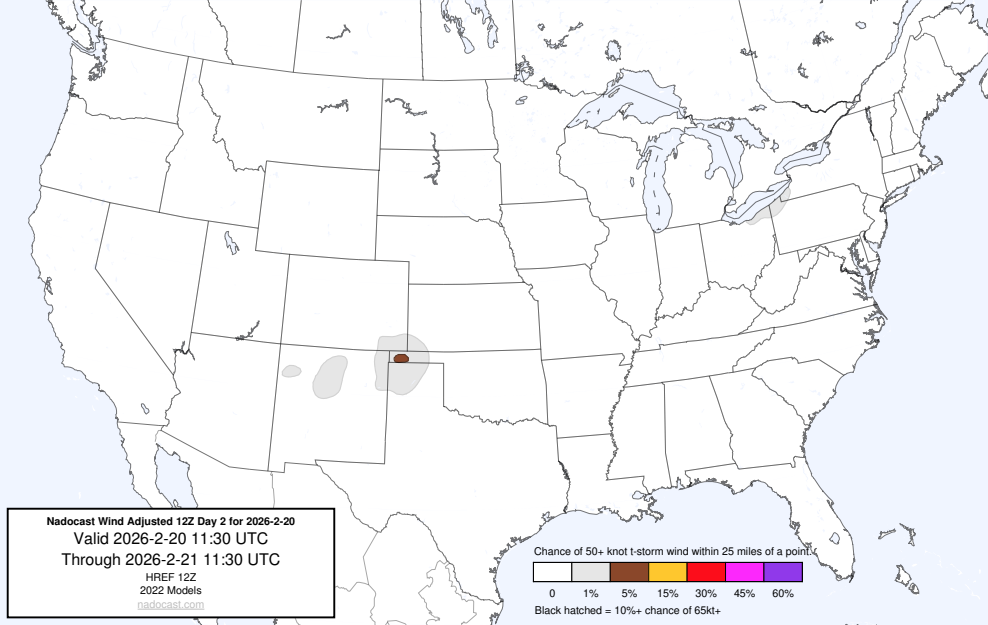 Nadocast Wind Adjusted 12Z Day 2 for 2026-2-20
Valid 2026-2-20 11:30 UTC
Through 2026-2-21 11:30 UTC
HREF 12Z
2022 Models
nadocast.com
Chance of 50+ knot t-storm wind within 25 miles of a point.
0 1% 5% 15% 30% 45% 60%
Black hatched = 10%+ chance of 65kt+